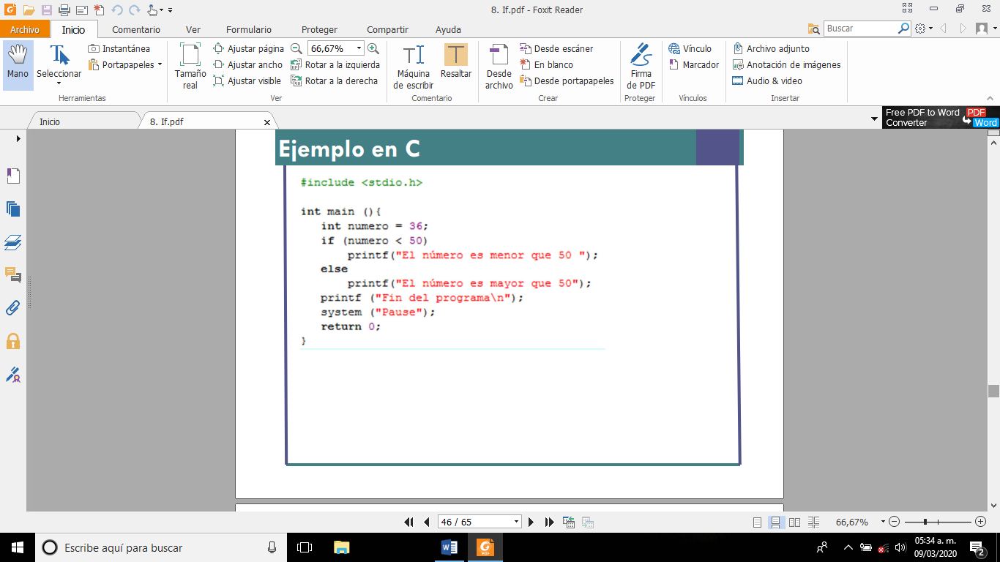 8. If.pdf - Foxit Reader
Archivo Inicio Comentario Ver Formulario Proteger Compartir Ayuda Buscar
Mano
Seleccionar
Instantánea
Portapapeles
Herramientas
Tamaño real
Ajustar página
Ajustar ancho
Ajustar visible
66,67%
Rotar a la izquierda
Rotar a la derecha
Ver
Máquina de escribir
Resaltar
Comentario
Desde archivo
Desde escáner
En blanco
Desde portapapeles
Crear
Firma de PDF
Proteger
Vínculo
Marcador
Vínculos
Archivo adjunto
Anotación de imágenes
Audio & video
Insertar
Inicio
8. If.pdf
Free PDF to Word
Converter
PDF
Word
Ejemplo en C
#include <stdio.h>
int main (){
int numero = 36;
if (numero < 50)
printf("El número es menor que 50 ");
else
printf("El número es mayor que 50");
printf ("Fin del programa\n");
system ("Pause");
return 0;
}
46 / 65
66,67%
Escribe aquí para buscar
05:34 a. m.
09/03/2020
2